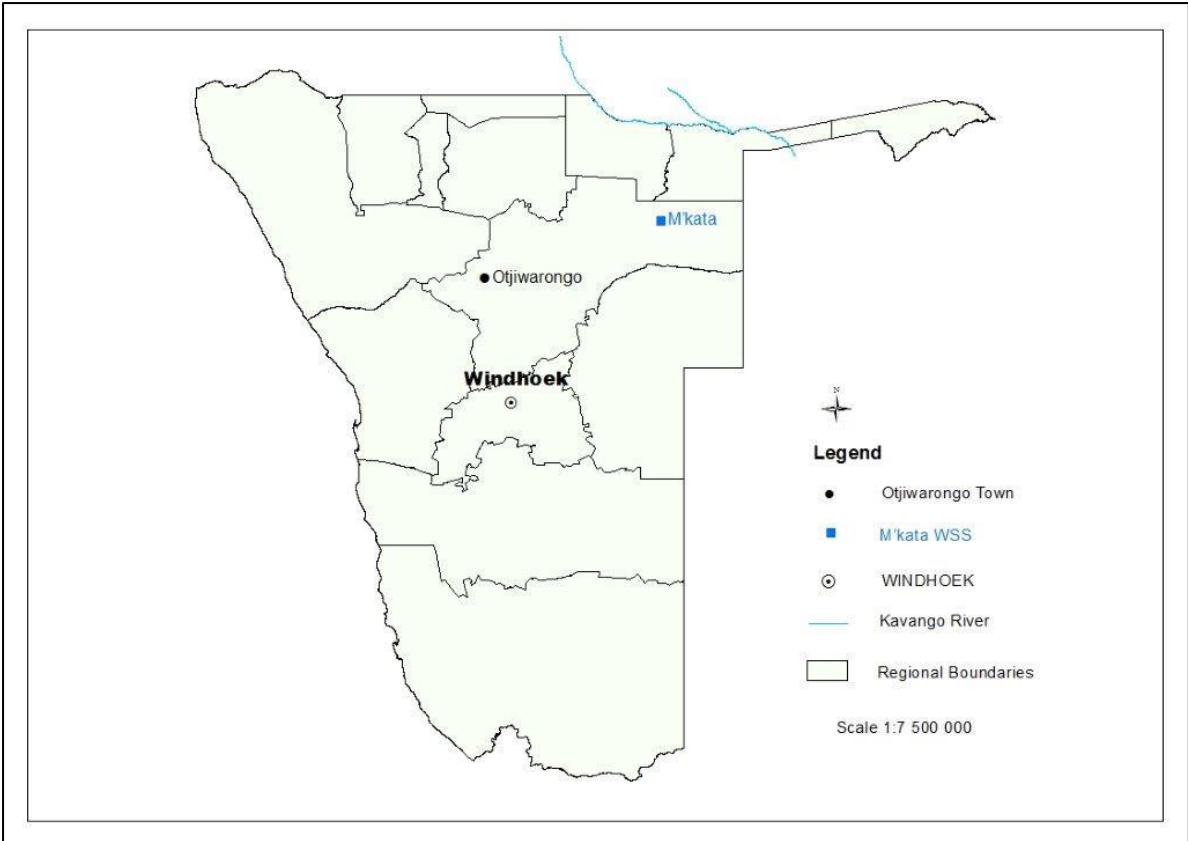 M'kata
Otjiwarongo
Windhoek
N
Legend
Otjiwarongo Town
M'kata WSS
WINDHOEK
Kavango River
Regional Boundaries
Scale 1:7 500 000